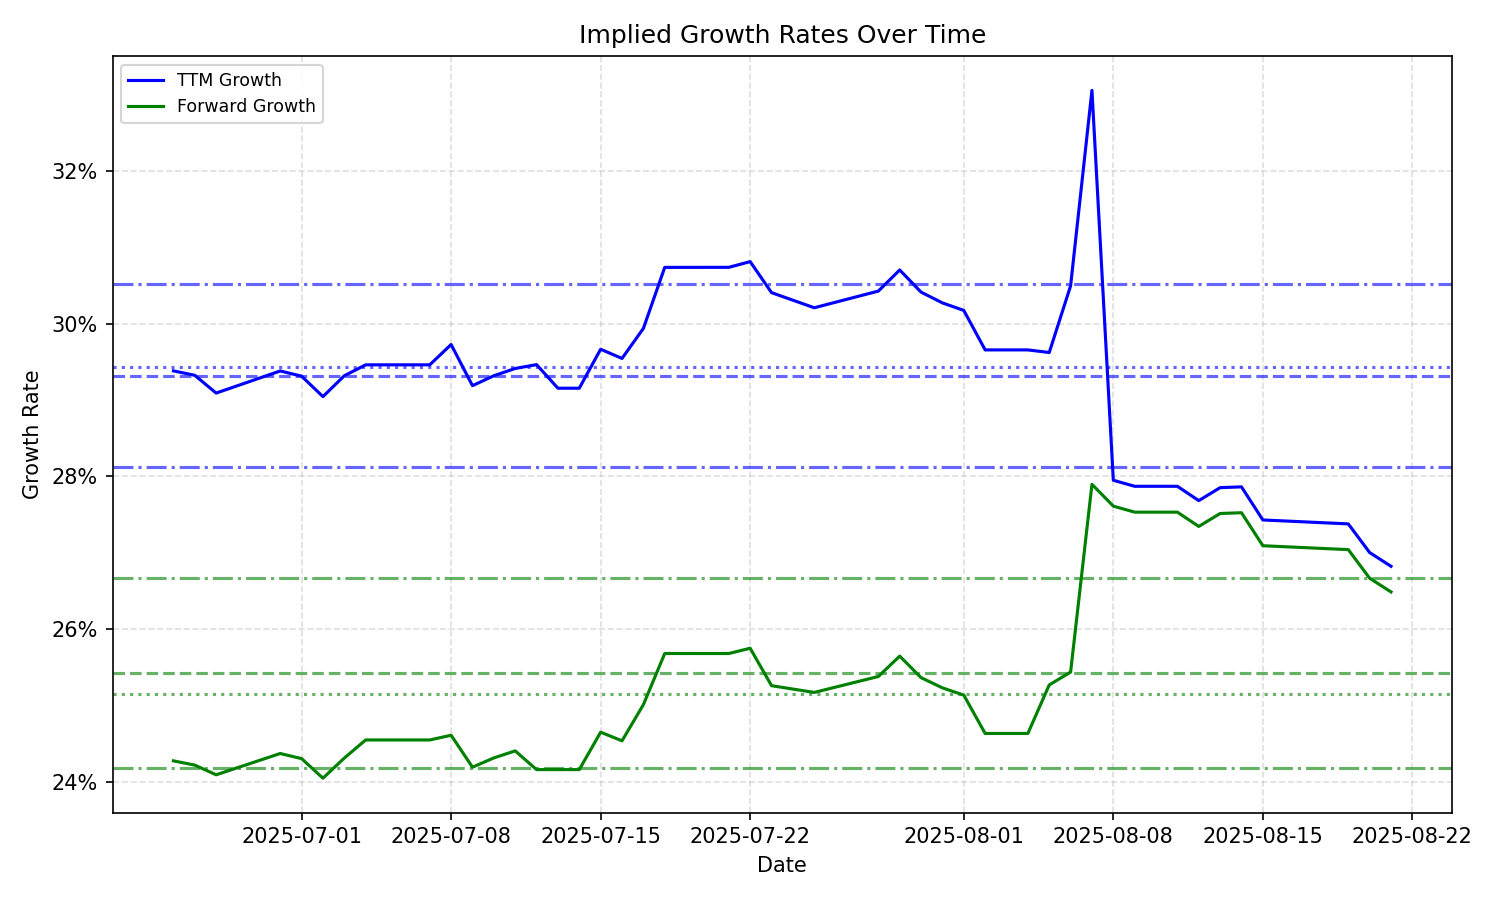 Implied Growth Rates Over Time
TTM Growth
Forward Growth
32%
30%
28%
26%
24%
Growth Rate
2025-07-01 2025-07-08 2025-07-15 2025-07-22 2025-08-01 2025-08-08 2025-08-15 2025-08-22
Date